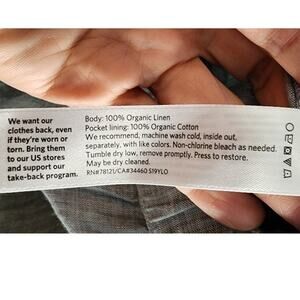 We want our
clothes back, even
if they're worn or
torn. Bring them
to our US stores
and support our
take-back program.
Body: 100% Organic Linen
Pocket lining: 100% Organic Cotton
We recommend, machine wash cold, inside out,
separately, with like colors. Non-chlorine bleach as needed.
Tumble dry low, remove promptly. Press to restore.
May be dry cleaned.
RN#78121/CA#34460 S19YLO